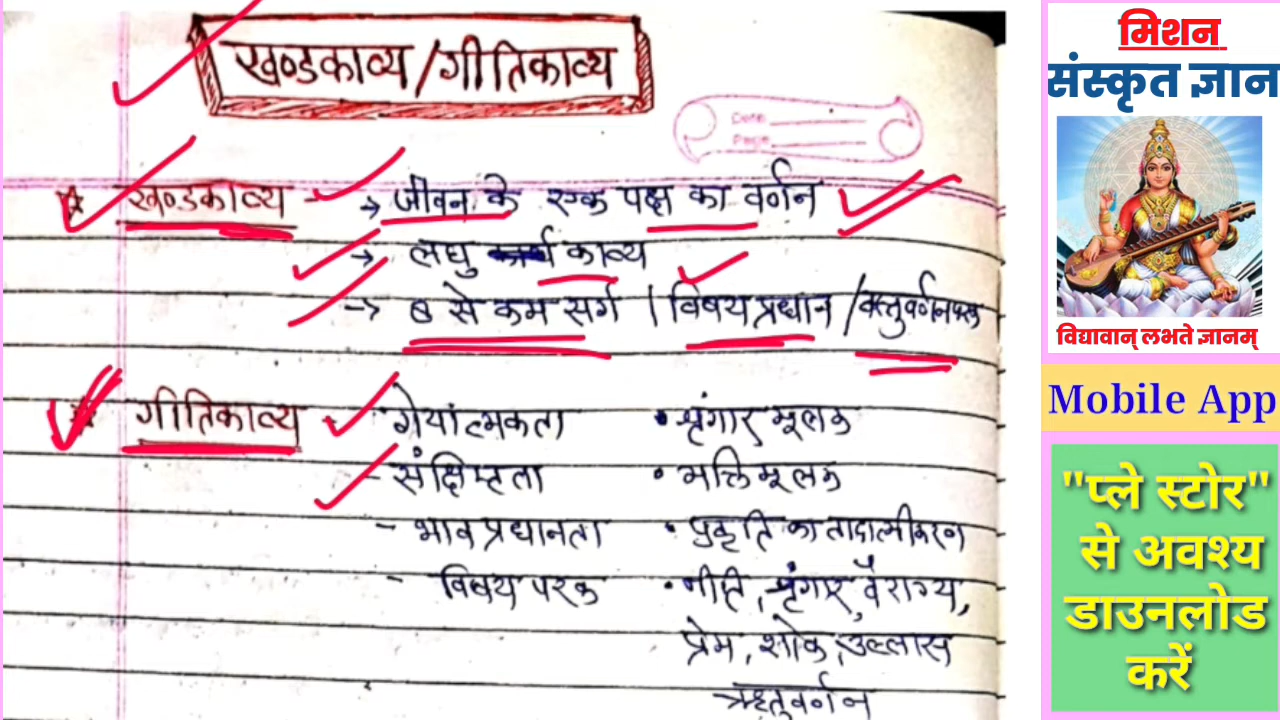 खण्डकाव्य/गीतिकाव्य
Date
Page
खण्डकाव्य → जीवन के एक पक्ष का वर्णन
→ लघु काव्य
→ 8 से कम सर्ग / विषय प्रधान / वस्तुवर्णनपरक
गीतिकाव्य - गेयात्मकता • शृंगार मूलक
- संक्षिप्तता • भक्तिमूलक
- भाव प्रधानता • प्रकृति का तादात्मीकरण
- विषय परक • नीति, शृंगार, वैराग्य,
प्रेम, शोक, उल्लास
ऋतुवर्णन
मिशन
संस्कृत ज्ञान
विद्यावान् लभते ज्ञानम्
Mobile App
"प्ले स्टोर"
से अवश्य
डाउनलोड
करें